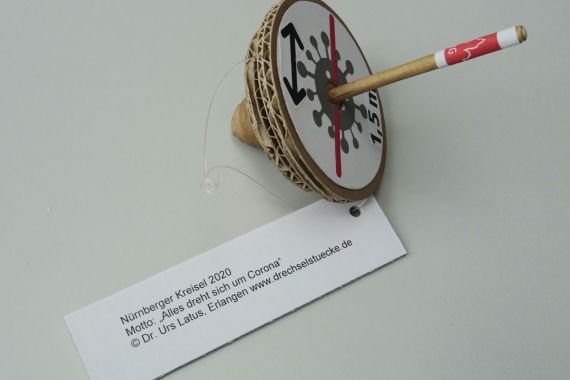 1,5 m
G
Nürnberger Kreisel 2020
Motto: „Alles dreht sich um Corona“
© Dr. Urs Latus, Erlangen www.drechselstuecke.de